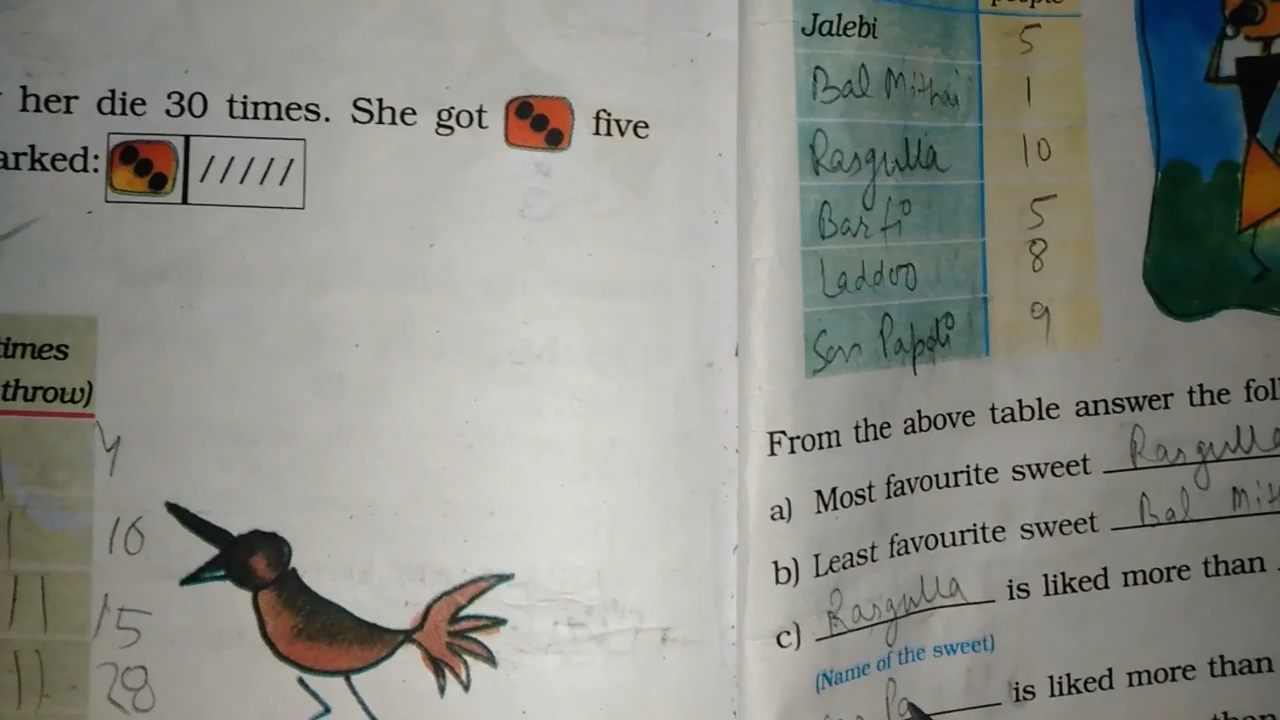 her die 30 times. She got five
arked: /////
times
throw)
4
16
15
28
Jalebi 5
Bal Mithai 1
Rasgulla 10
Barfi 5
Laddoo 8
Son Papdi 9
From the above table answer the fol
a) Most favourite sweet Rasgulla
b) Least favourite sweet Bal Mit
c) Rasgulla is liked more than
(Name of the sweet)
Pa is liked more than